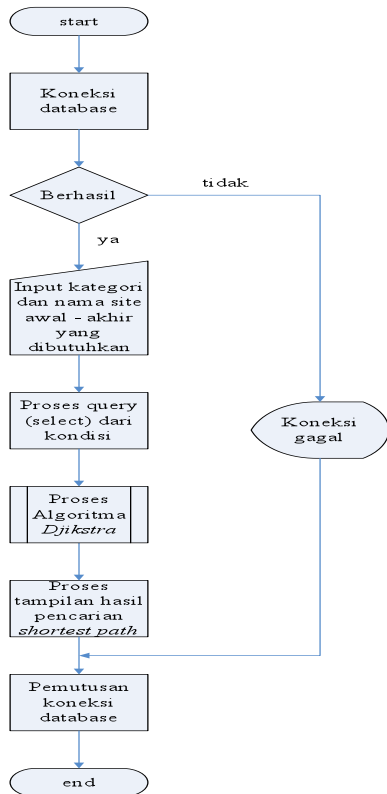 start
Koneksi
database
Berhasil
tidak
ya
Input kategori
dan nama site
awal - akhir
yang
dibutuhkan
Proses query
(select) dari
kondisi
Koneksi
gagal
Proses
Algoritma
Djikstra
Proses
tampilan hasil
pencarian
shortest path
Pemutusan
koneksi
database
end